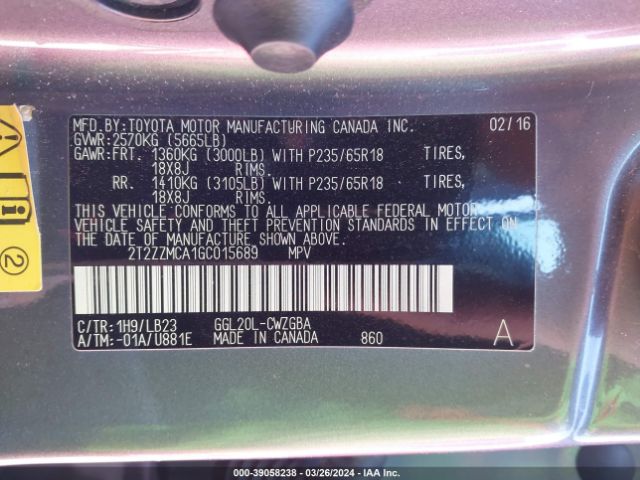 MFD.BY:TOYOTA MOTOR MANUFACTURING CANADA INC. 02/16
GVWR:2570KG (5665LB)
GAWR:FRT. 1360KG (3000LB) WITH P235/65R18 TIRES,
18X8J RIMS.
RR. 1410KG (3105LB) WITH P235/65R18 TIRES,
18X8J RIMS.
THIS VEHICLE CONFORMS TO ALL APPLICABLE FEDERAL MOTOR
VEHICLE SAFETY AND THEFT PREVENTION STANDARDS IN EFFECT ON
THE DATE OF MANUFACTURE SHOWN ABOVE.
2T2ZZMCA1GC015689 MPV
C/TR:1H9/LB23 GGL20L-CWZGBA A
A/TM:-01A/U881E MADE IN CANADA 860
2
000-39058238 - 03/26/2024 - IAA Inc.